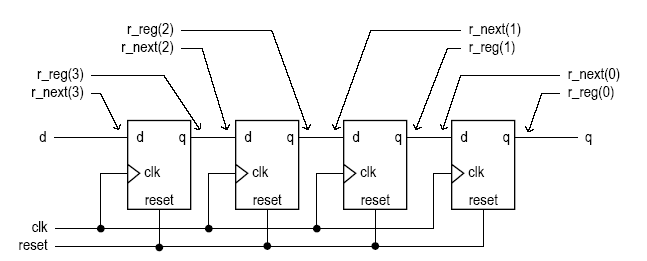 r_reg(2) r_next(1)
r_next(2) r_reg(1)
r_reg(3) r_next(0)
r_next(3) r_reg(0)
d d q d q d q d q q
clk clk clk clk
reset reset reset reset
clk
reset